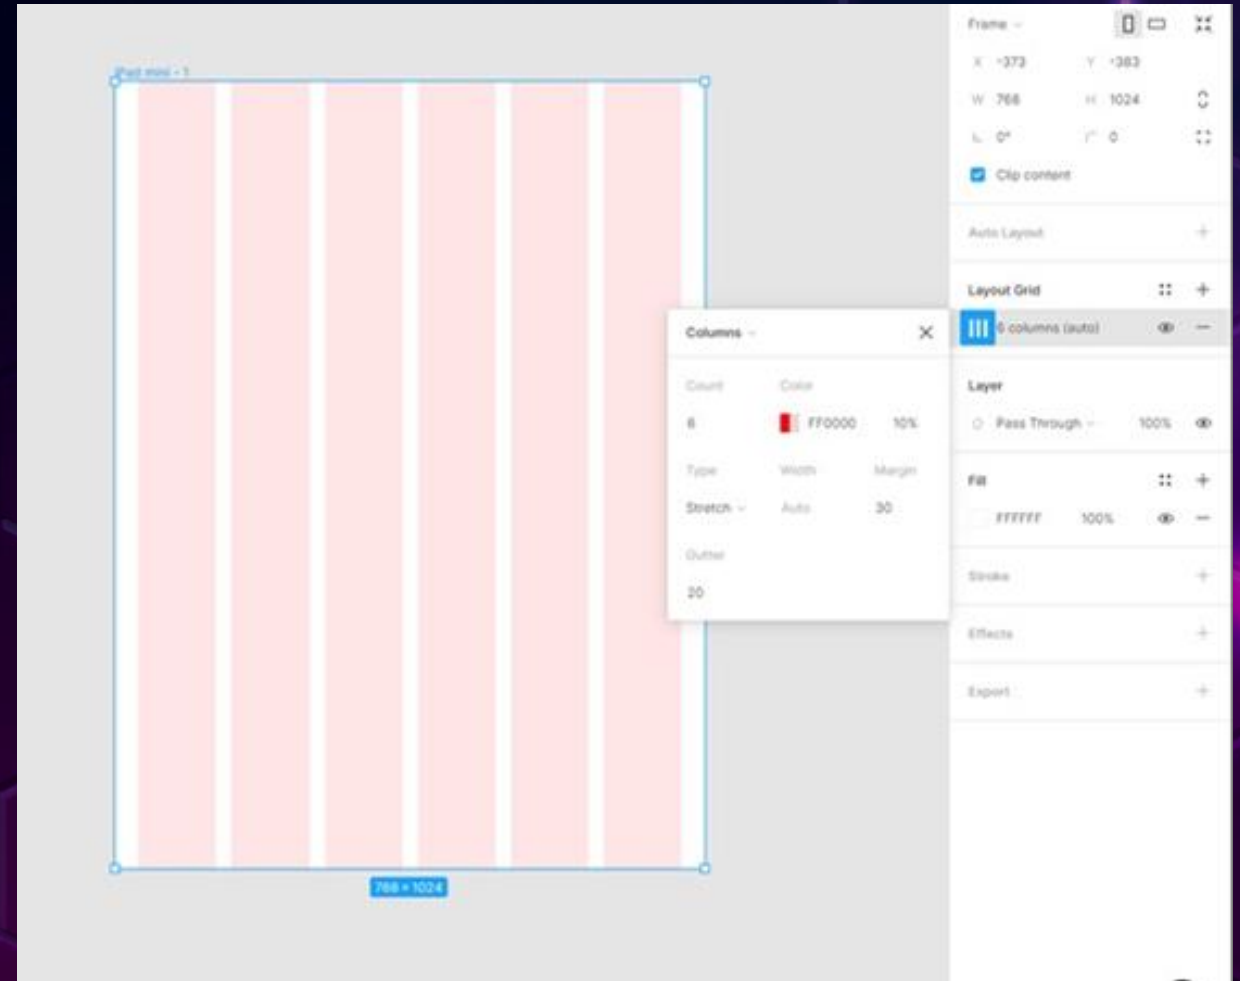 iPad mini - 1
768 × 1024
Frame
X -373 Y -383
W 768 H 1024
0° 0
Clip content
Auto Layout
Layout Grid
6 columns (auto)
Layer
Pass Through 100%
Fill
FFFFFF 100%
Stroke
Effects
Export
Columns
Count Color
6 FF0000 10%
Type Width Margin
Stretch Auto 30
Gutter
20